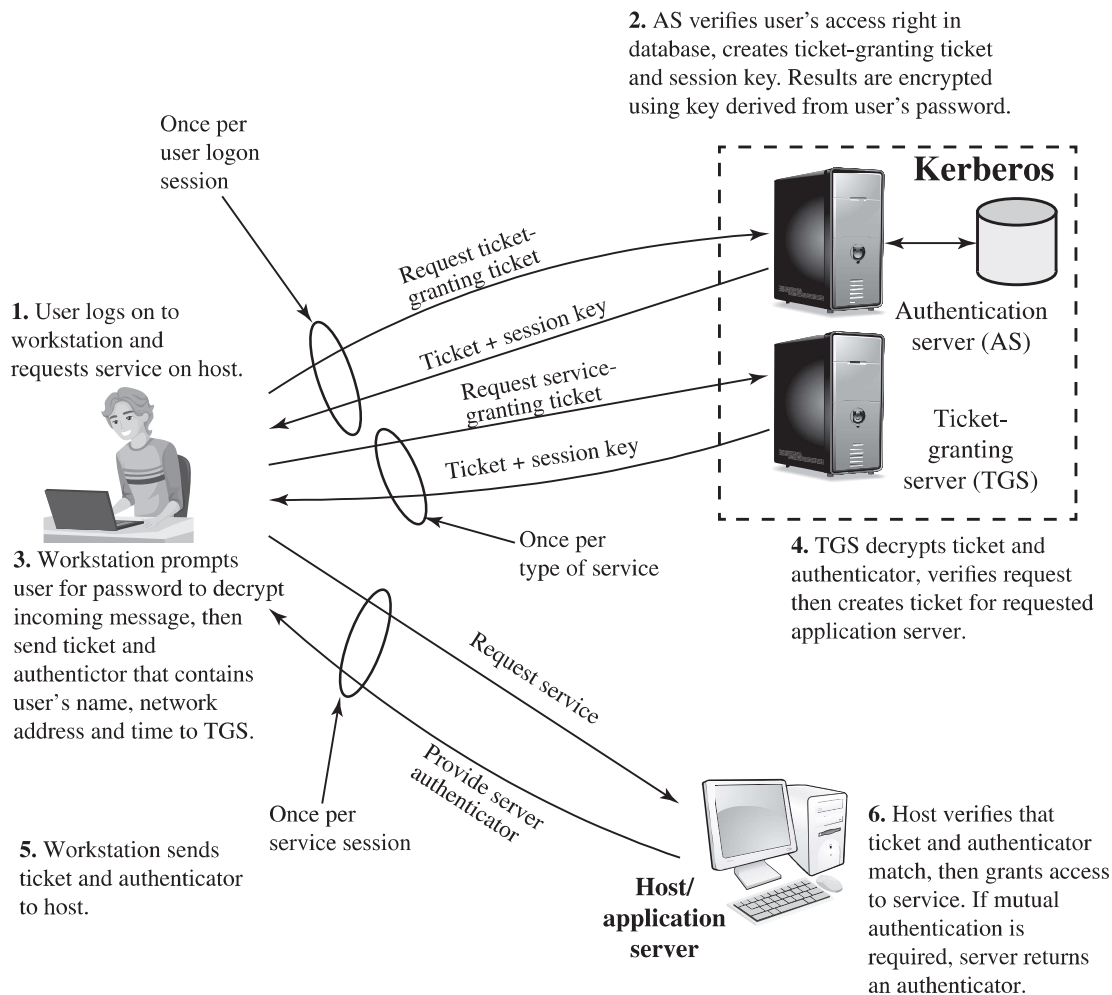 2. AS verifies user's access right in
database, creates ticket-granting ticket
and session key. Results are encrypted
using key derived from user's password.
Once per
user logon
session
Kerberos
Request ticket-
granting ticket
1. User logs on to
workstation and
requests service on host.
Ticket + session key
Authentication
server (AS)
Request service-
granting ticket
Ticket + session key
Ticket-
granting
server (TGS)
Once per
type of service
3. Workstation prompts
user for password to decrypt
incoming message, then
send ticket and
authentictor that contains
user's name, network
address and time to TGS.
4. TGS decrypts ticket and
authenticator, verifies request
then creates ticket for requested
application server.
Request service
Provide server
authenticator
Once per
service session
5. Workstation sends
ticket and authenticator
to host.
Host/
application
server
6. Host verifies that
ticket and authenticator
match, then grants access
to service. If mutual
authentication is
required, server returns
an authenticator.